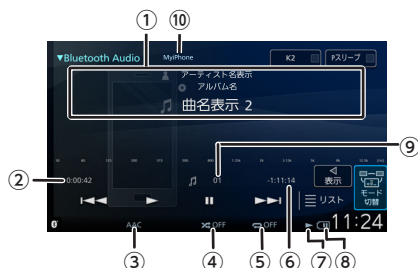 ① ⑩
▼Bluetooth Audio MyiPhone K2 Pスリープ
アーティスト名表示
アルバム名
曲名表示 2
⑨
② 0:00:42 01 -1:11:14 表示 モード切替
リスト
AAC OFF OFF 11:24
③ ④ ⑤ ⑥ ⑦ ⑧